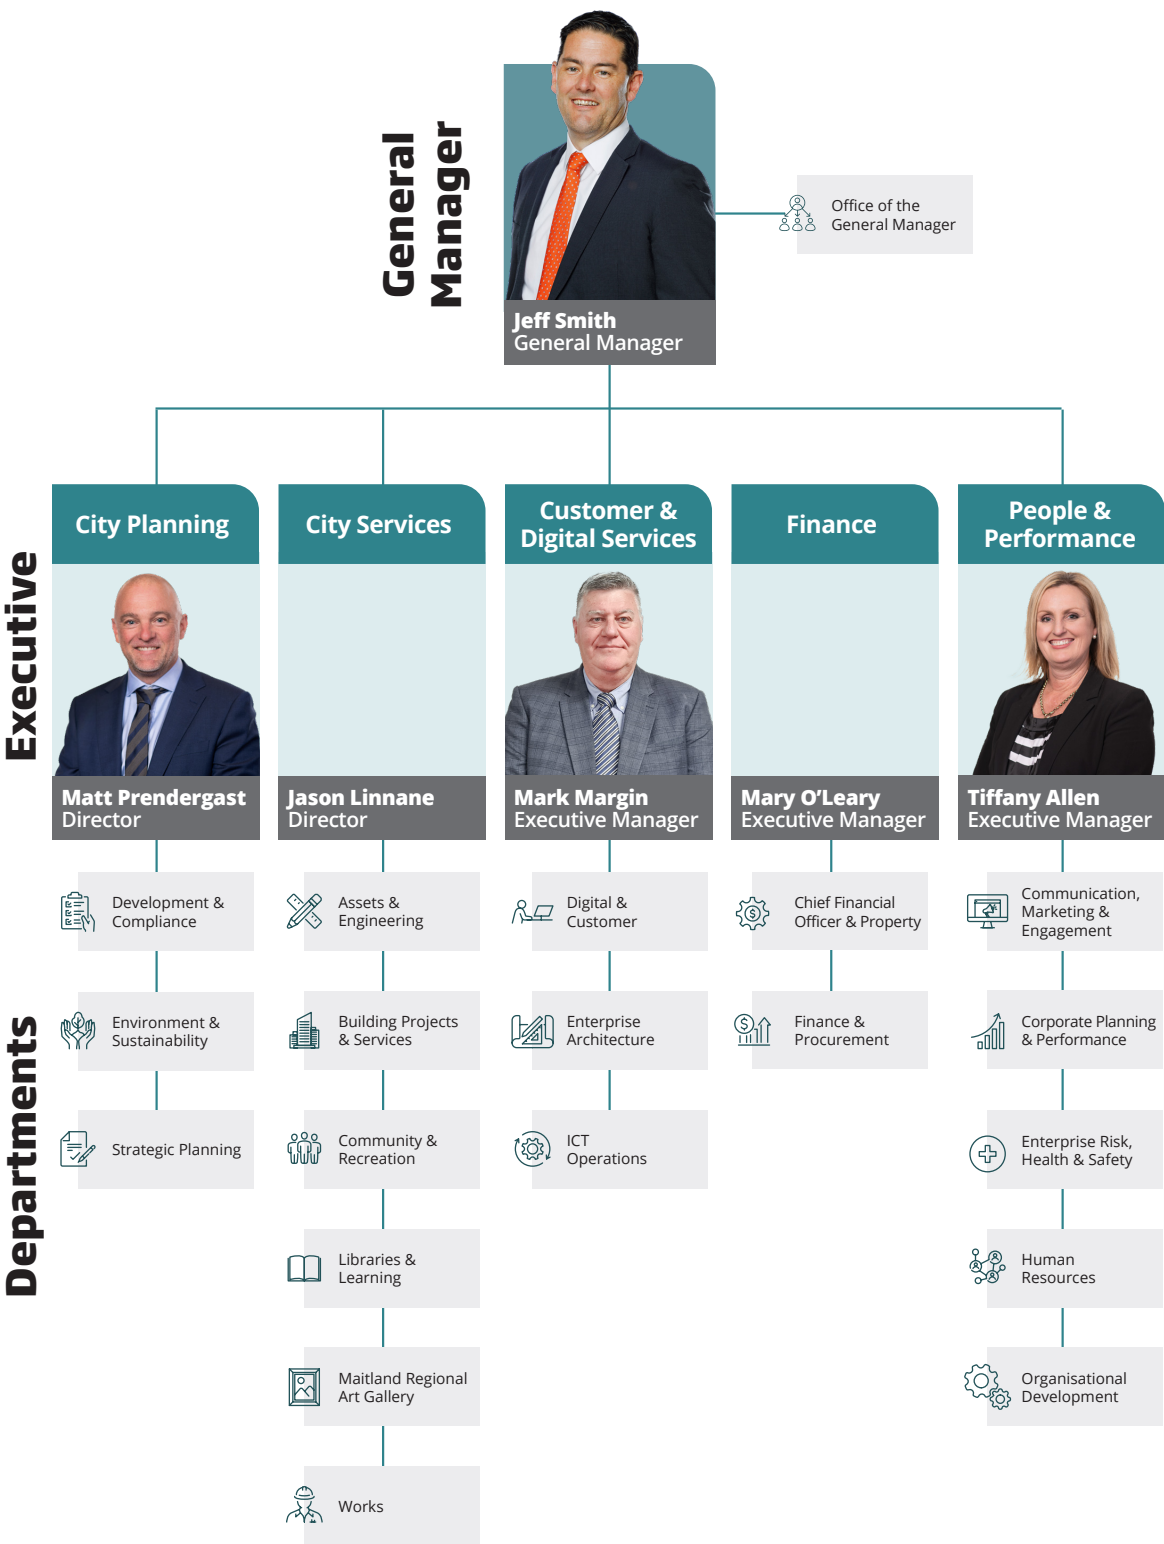 General
Manager
Office of the
General Manager
Jeff Smith
General Manager
Executive
City Planning
Matt Prendergast
Director
City Services
Jason Linnane
Director
Customer &
Digital Services
Mark Margin
Executive Manager
Finance
Mary O’Leary
Executive Manager
People &
Performance
Tiffany Allen
Executive Manager
Departments
Development &
Compliance
Environment &
Sustainability
Strategic Planning
Assets &
Engineering
Building Projects
& Services
Community &
Recreation
Libraries &
Learning
Maitland Regional
Art Gallery
Works
Digital &
Customer
Enterprise
Architecture
ICT
Operations
Chief Financial
Officer & Property
Finance &
Procurement
Communication,
Marketing &
Engagement
Corporate Planning
& Performance
Enterprise Risk,
Health & Safety
Human
Resources
Organisational
Development